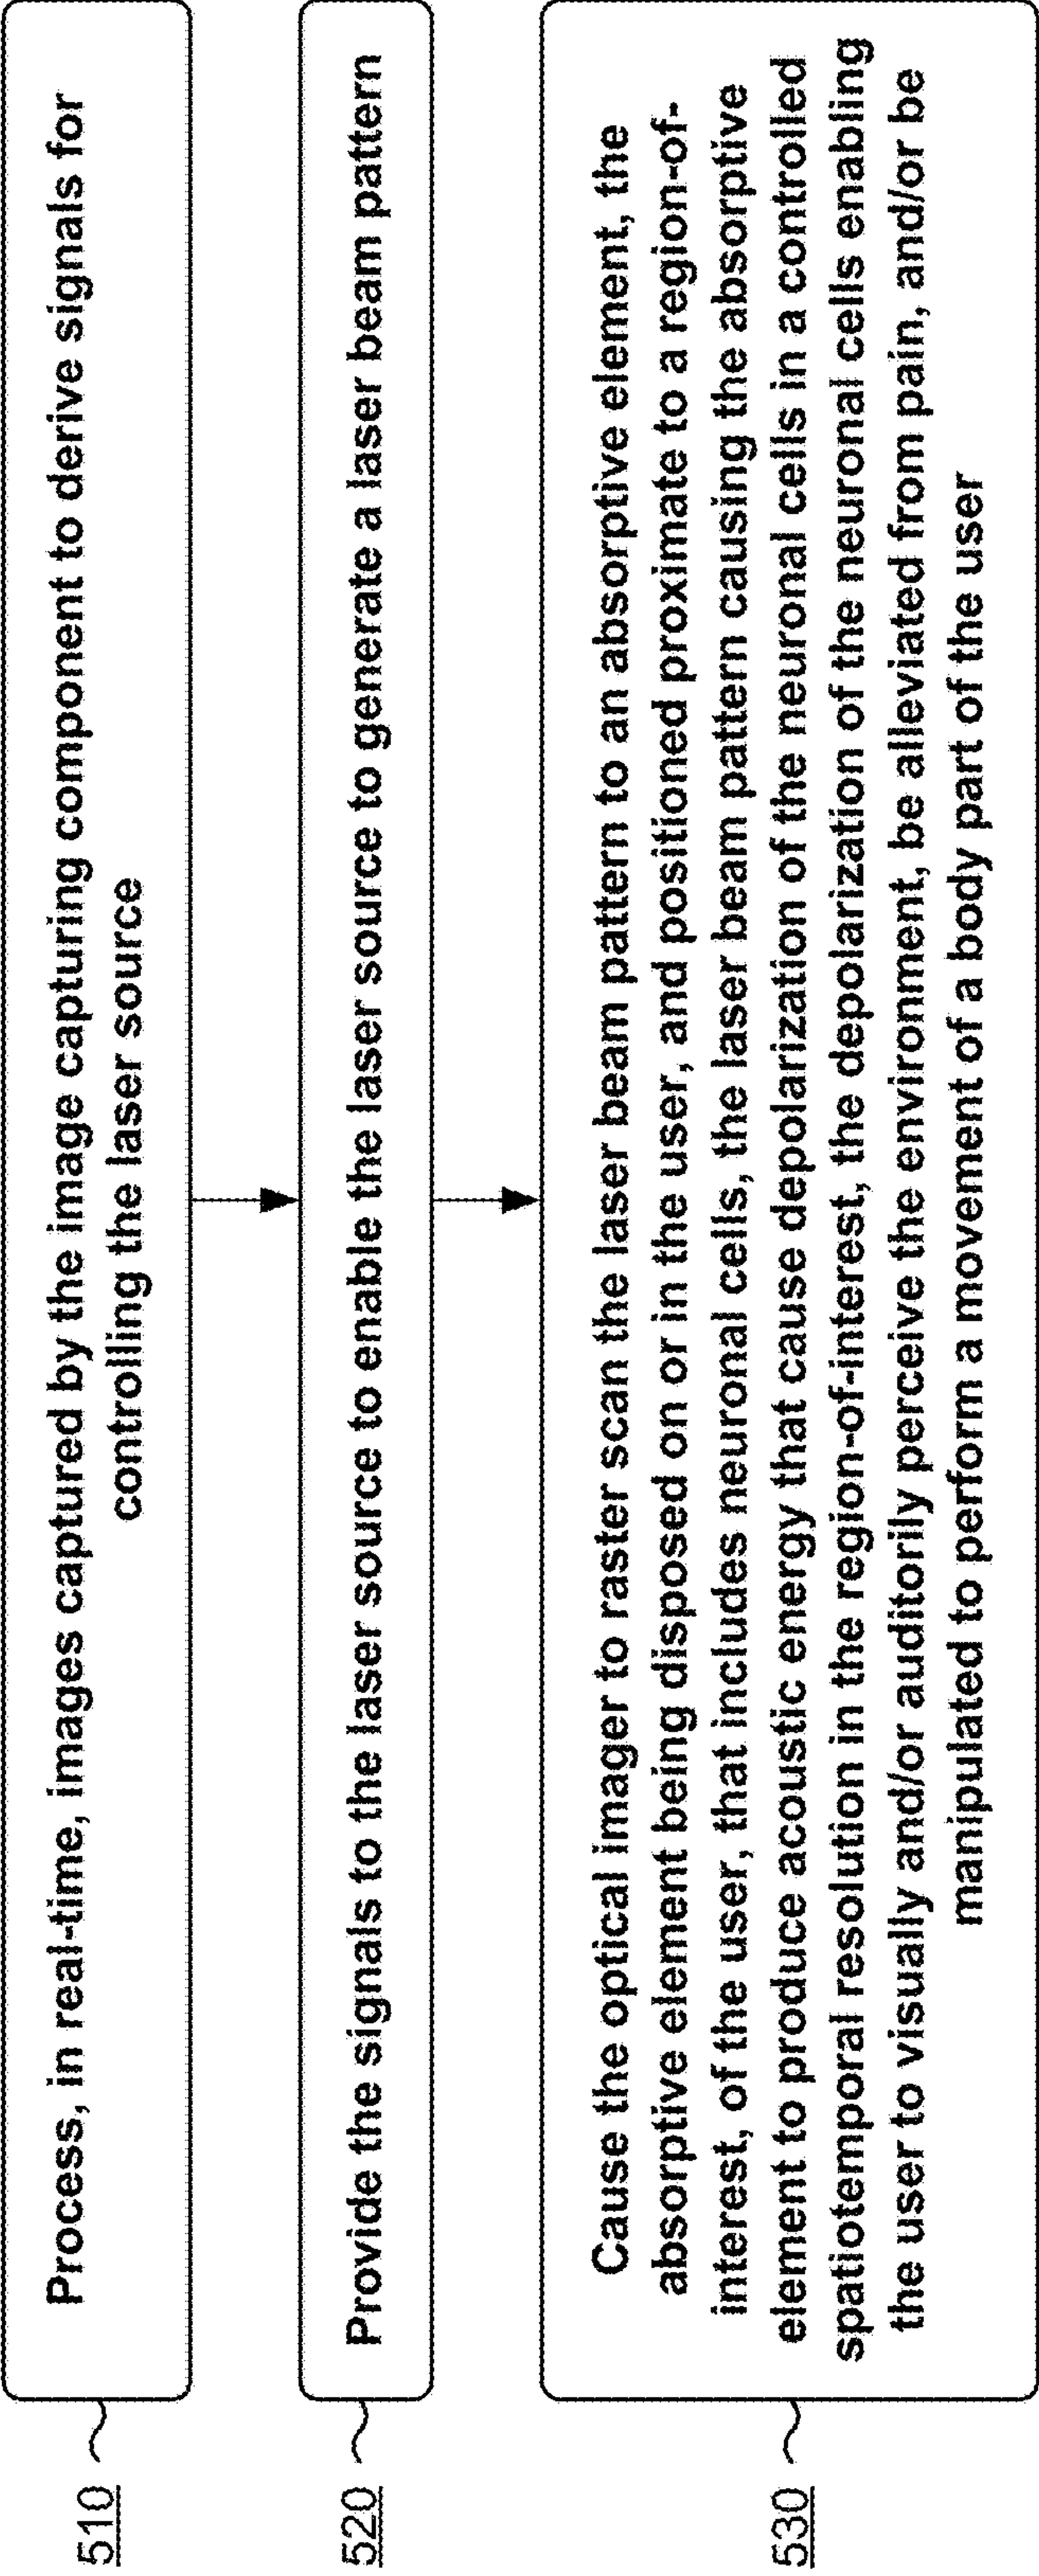 510
Process, in real-time, images captured by the image capturing component to derive signals for
controlling the laser source
520
Provide the signals to the laser source to enable the laser source to generate a laser beam pattern
530
Cause the optical imager to raster scan the laser beam pattern to an absorptive element, the
absorptive element being disposed on or in the user, and positioned proximate to a region-of-
interest, of the user, that includes neuronal cells, the laser beam pattern causing the absorptive
element to produce acoustic energy that cause depolarization of the neuronal cells in a controlled
spatiotemporal resolution in the region-of-interest, the depolarization of the neuronal cells enabling
the user to visually and/or auditorily perceive the environment, be alleviated from pain, and/or be
manipulated to perform a movement of a body part of the user